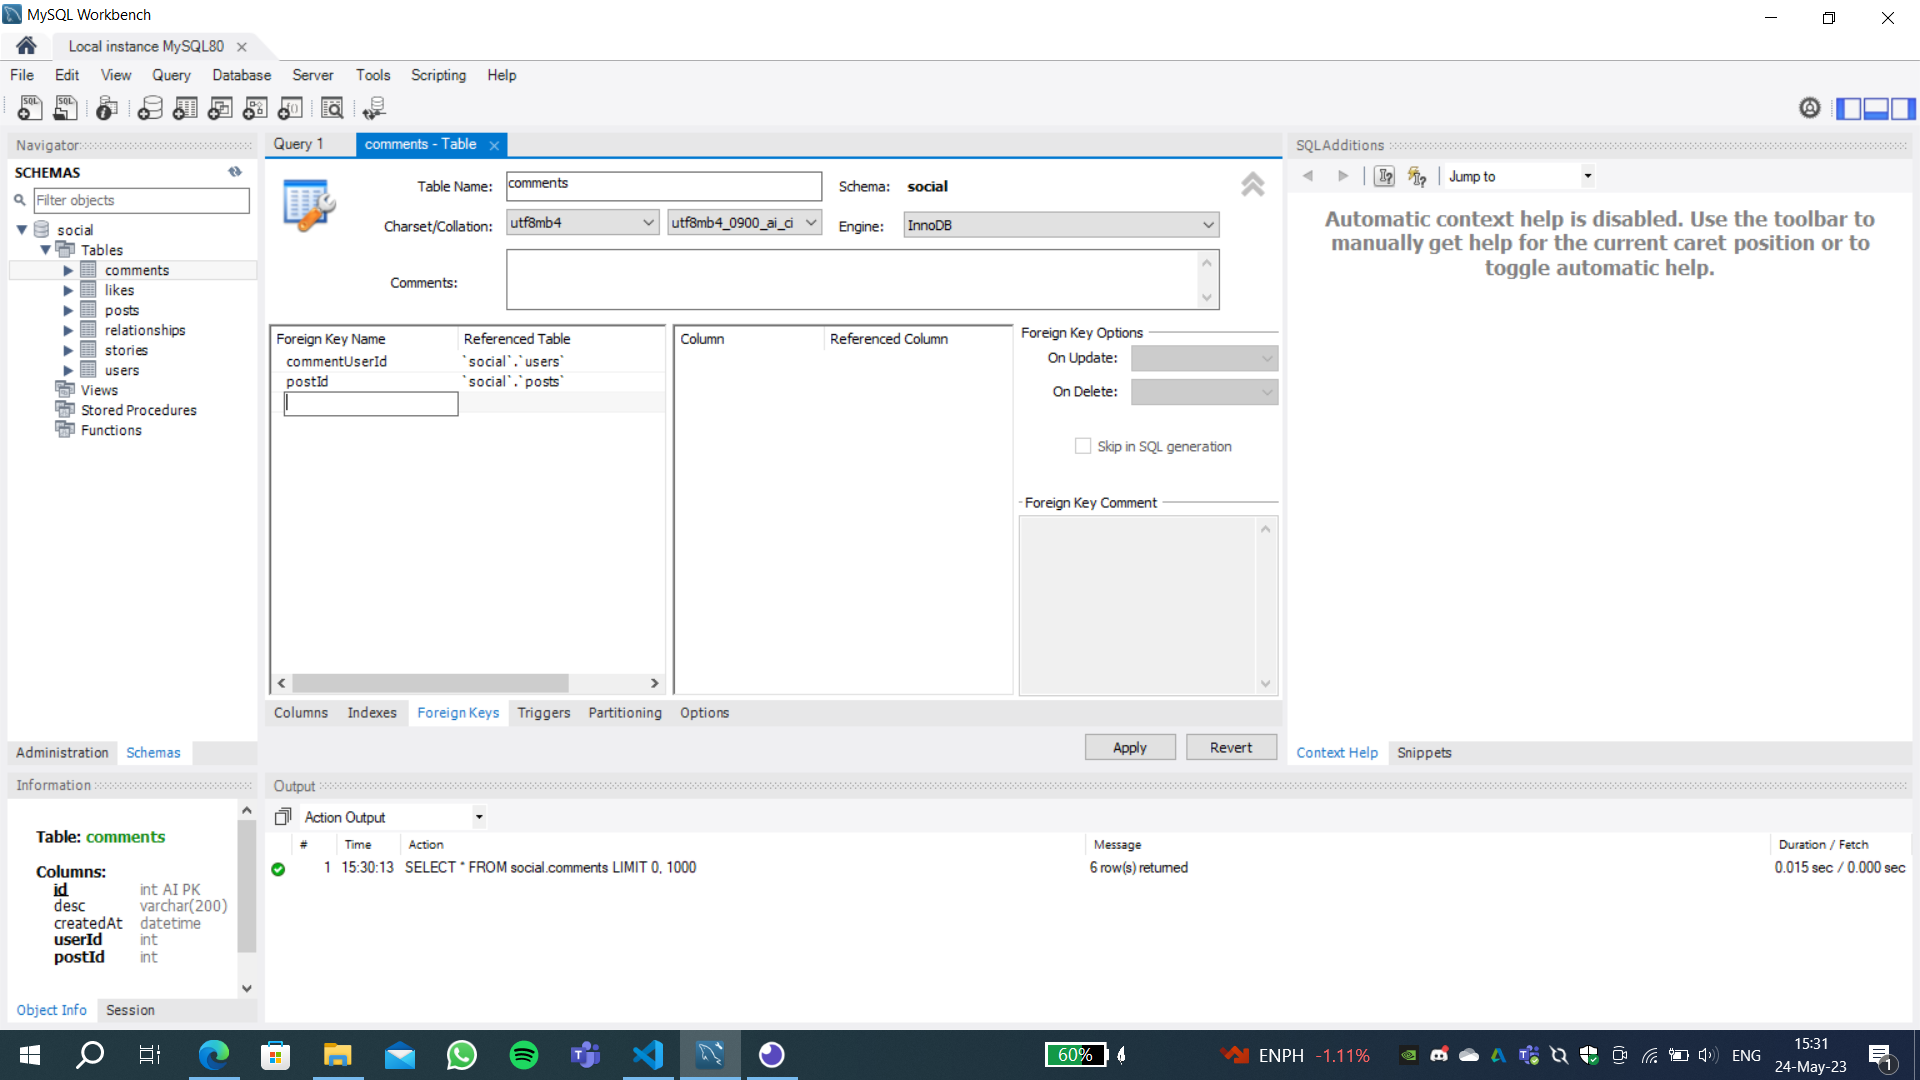 MySQL Workbench
Local instance MySQL80
File Edit View Query Database Server Tools Scripting Help
Navigator
SCHEMAS
Filter objects
social
Tables
comments
likes
posts
relationships
stories
users
Views
Stored Procedures
Functions
Administration Schemas
Query 1 comments - Table
Table Name: comments Schema: social
Charset/Collation: utf8mb4 utf8mb4_0900_ai_ci Engine: InnoDB
Comments:
Foreign Key Name Referenced Table
commentUserId `social`.`users`
postId `social`.`posts`
Column Referenced Column
Foreign Key Options
On Update:
On Delete:
Skip in SQL generation
Foreign Key Comment
Columns Indexes Foreign Keys Triggers Partitioning Options
Apply Revert
SQLAdditions
Jump to
Automatic context help is disabled. Use the toolbar to
manually get help for the current caret position or to
toggle automatic help.
Context Help Snippets
Information
Table: comments
Columns:
id int AI PK
desc varchar(200)
createdAt datetime
userId int
postId int
Object Info Session
Output
Action Output
# Time Action Message Duration / Fetch
1 15:30:13 SELECT * FROM social.comments LIMIT 0, 1000 6 row(s) returned 0.015 sec / 0.000 sec
60%
ENPH -1.11%
ENG
15:31
24-May-23
1